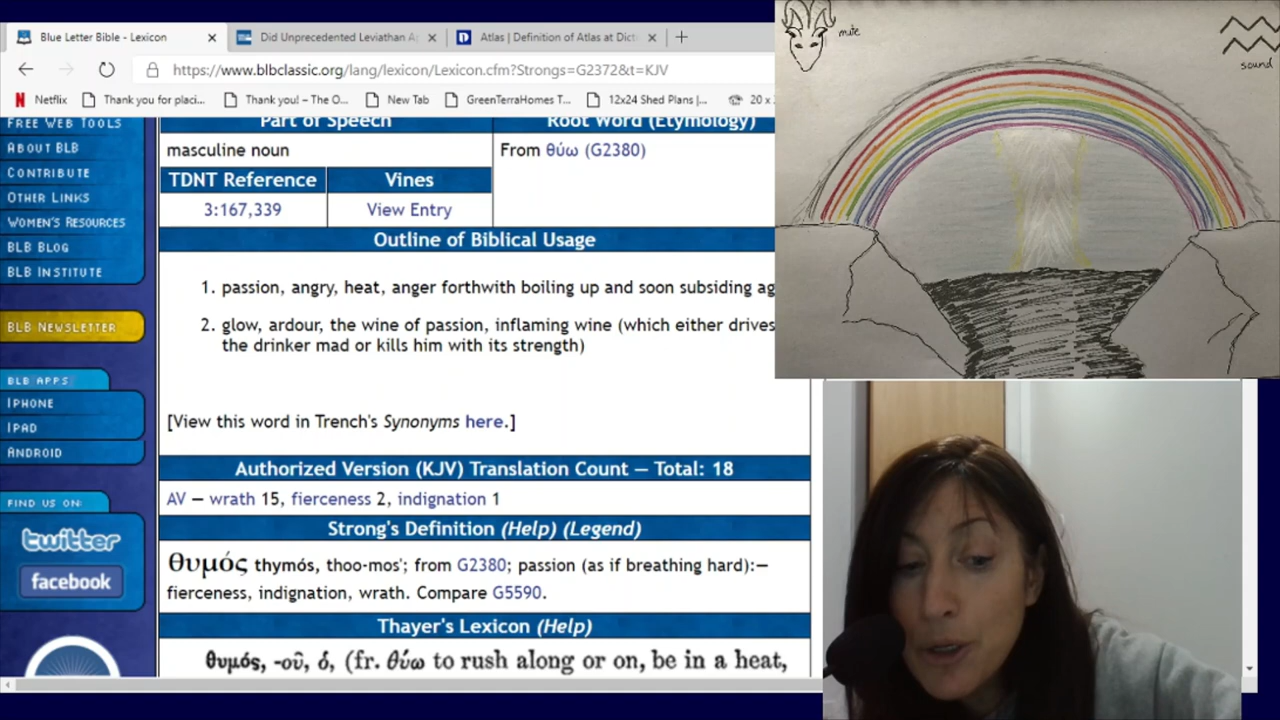 Blue Letter Bible - Lexicon
Did Unprecedented Leviathan
Atlas | Definition of Atlas at Dict
https://www.blbclassic.org/lang/lexicon/Lexicon.cfm?Strongs=G2372&t=KJV
Netflix
Thank you for placi...
Thank you! – The O...
New Tab
GreenTerraHomes T...
12x24 Shed Plans |...
20 x
mute
sound
FREE WEB TOOLS
ABOUT BLB
CONTRIBUTE
OTHER LINKS
WOMEN'S RESOURCES
BLB BLOG
BLB INSTITUTE
BLB NEWSLETTER
BLB APPS
IPHONE
IPAD
ANDROID
FIND US ON:
twitter
facebook
Part of Speech
Root Word (Etymology)
masculine noun
From θύω (G2380)
TDNT Reference
Vines
3:167,339
View Entry
Outline of Biblical Usage
1. passion, angry, heat, anger forthwith boiling up and soon subsiding ag
2. glow, ardour, the wine of passion, inflaming wine (which either drives
the drinker mad or kills him with its strength)
[View this word in Trench's Synonyms here.]
Authorized Version (KJV) Translation Count — Total: 18
AV — wrath 15, fierceness 2, indignation 1
Strong's Definition (Help) (Legend)
θυμός thymós, thoo-mos'; from G2380; passion (as if breathing hard):—
fierceness, indignation, wrath. Compare G5590.
Thayer's Lexicon (Help)
θυμός, -οῦ, ὁ, (fr. θύω to rush along or on, be in a heat,